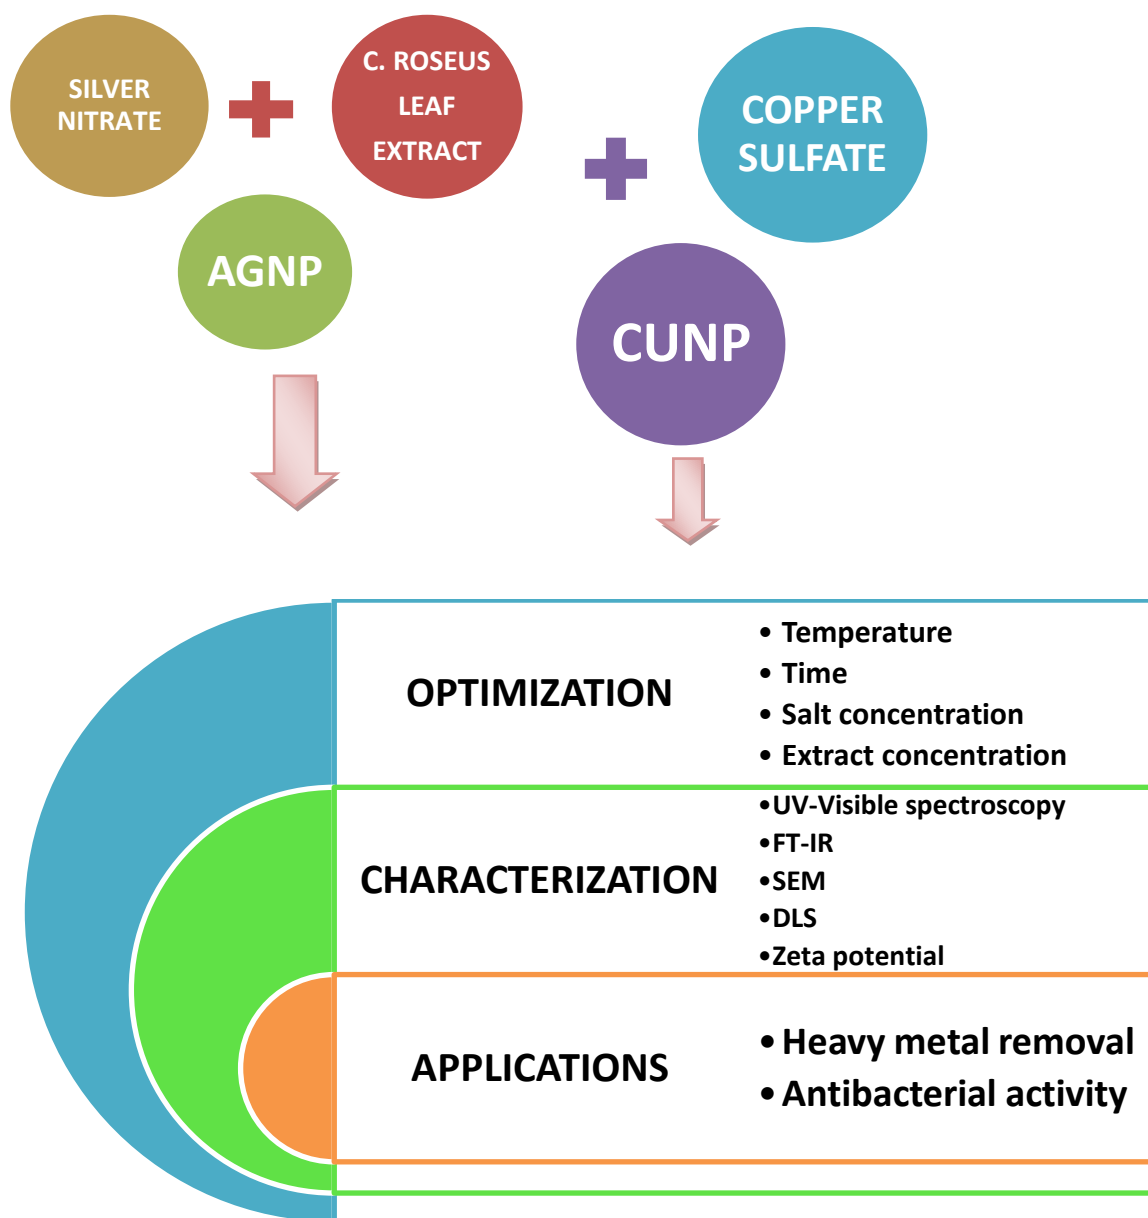 SILVER
NITRATE
C. ROSEUS
LEAF
EXTRACT
COPPER
SULFATE
AGNP
CUNP
OPTIMIZATION
• Temperature
• Time
• Salt concentration
• Extract concentration
CHARACTERIZATION
•UV-Visible spectroscopy
•FT-IR
•SEM
•DLS
•Zeta potential
APPLICATIONS
•Heavy metal removal
•Antibacterial activity